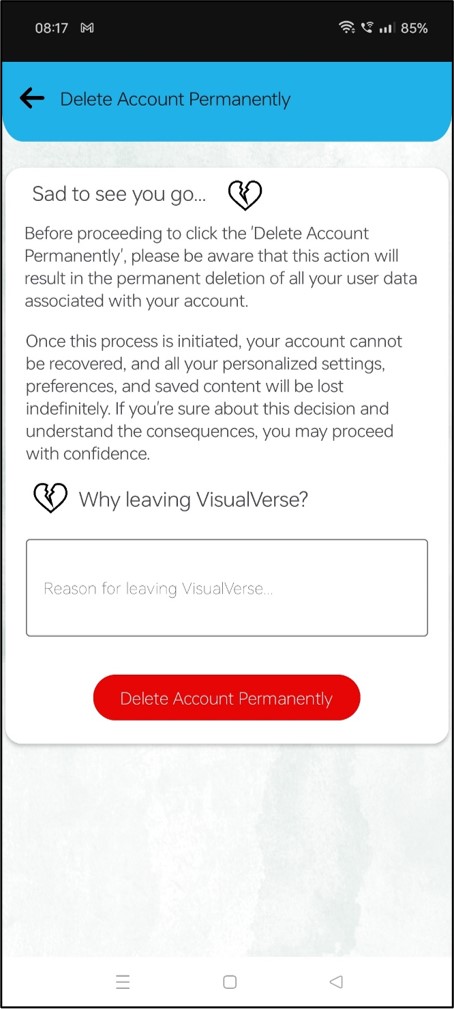 08:17 85%
Delete Account Permanently
Sad to see you go...
Before proceeding to click the 'Delete Account
Permanently', please be aware that this action will
result in the permanent deletion of all your user data
associated with your account.
Once this process is initiated, your account cannot
be recovered, and all your personalized settings,
preferences, and saved content will be lost
indefinitely. If you're sure about this decision and
understand the consequences, you may proceed
with confidence.
Why leaving VisualVerse?
Reason for leaving VisualVerse...
Delete Account Permanently